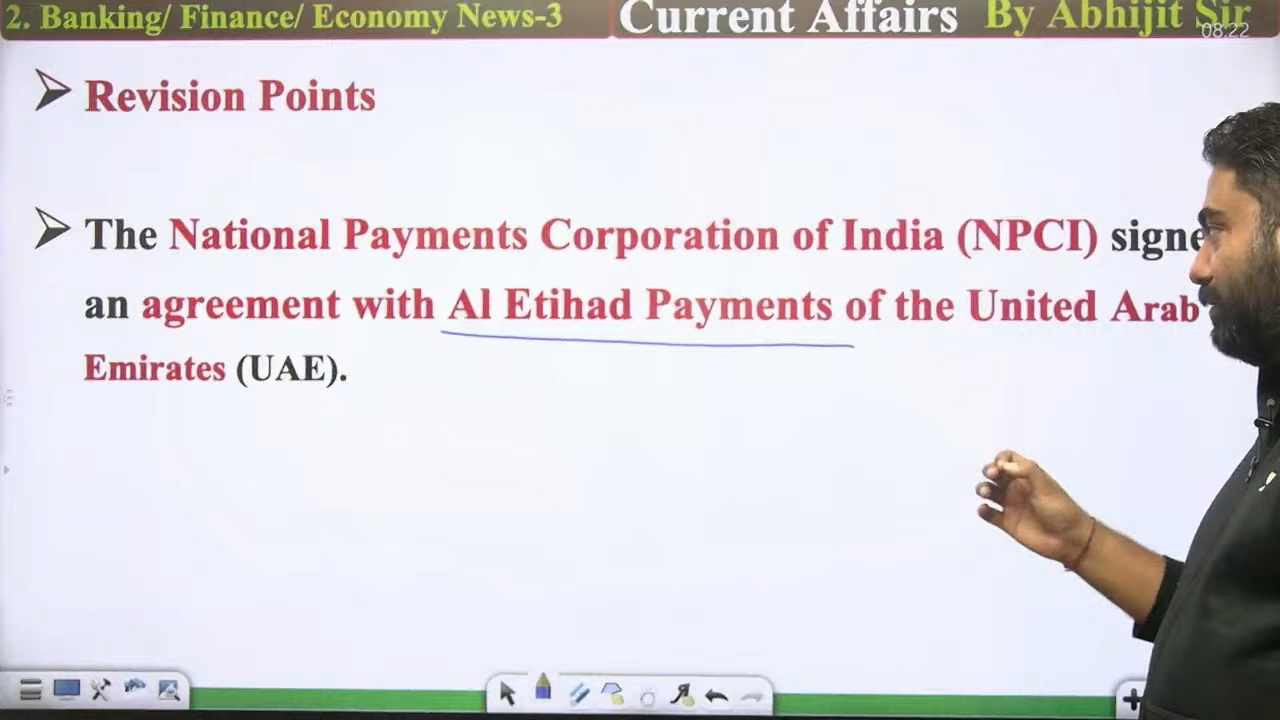 2. Banking/ Finance/ Economy News-3 Current Affairs By Abhijit Sir
08:22
Revision Points
The National Payments Corporation of India (NPCI) signe
an agreement with Al Etihad Payments of the United Arab
Emirates (UAE).